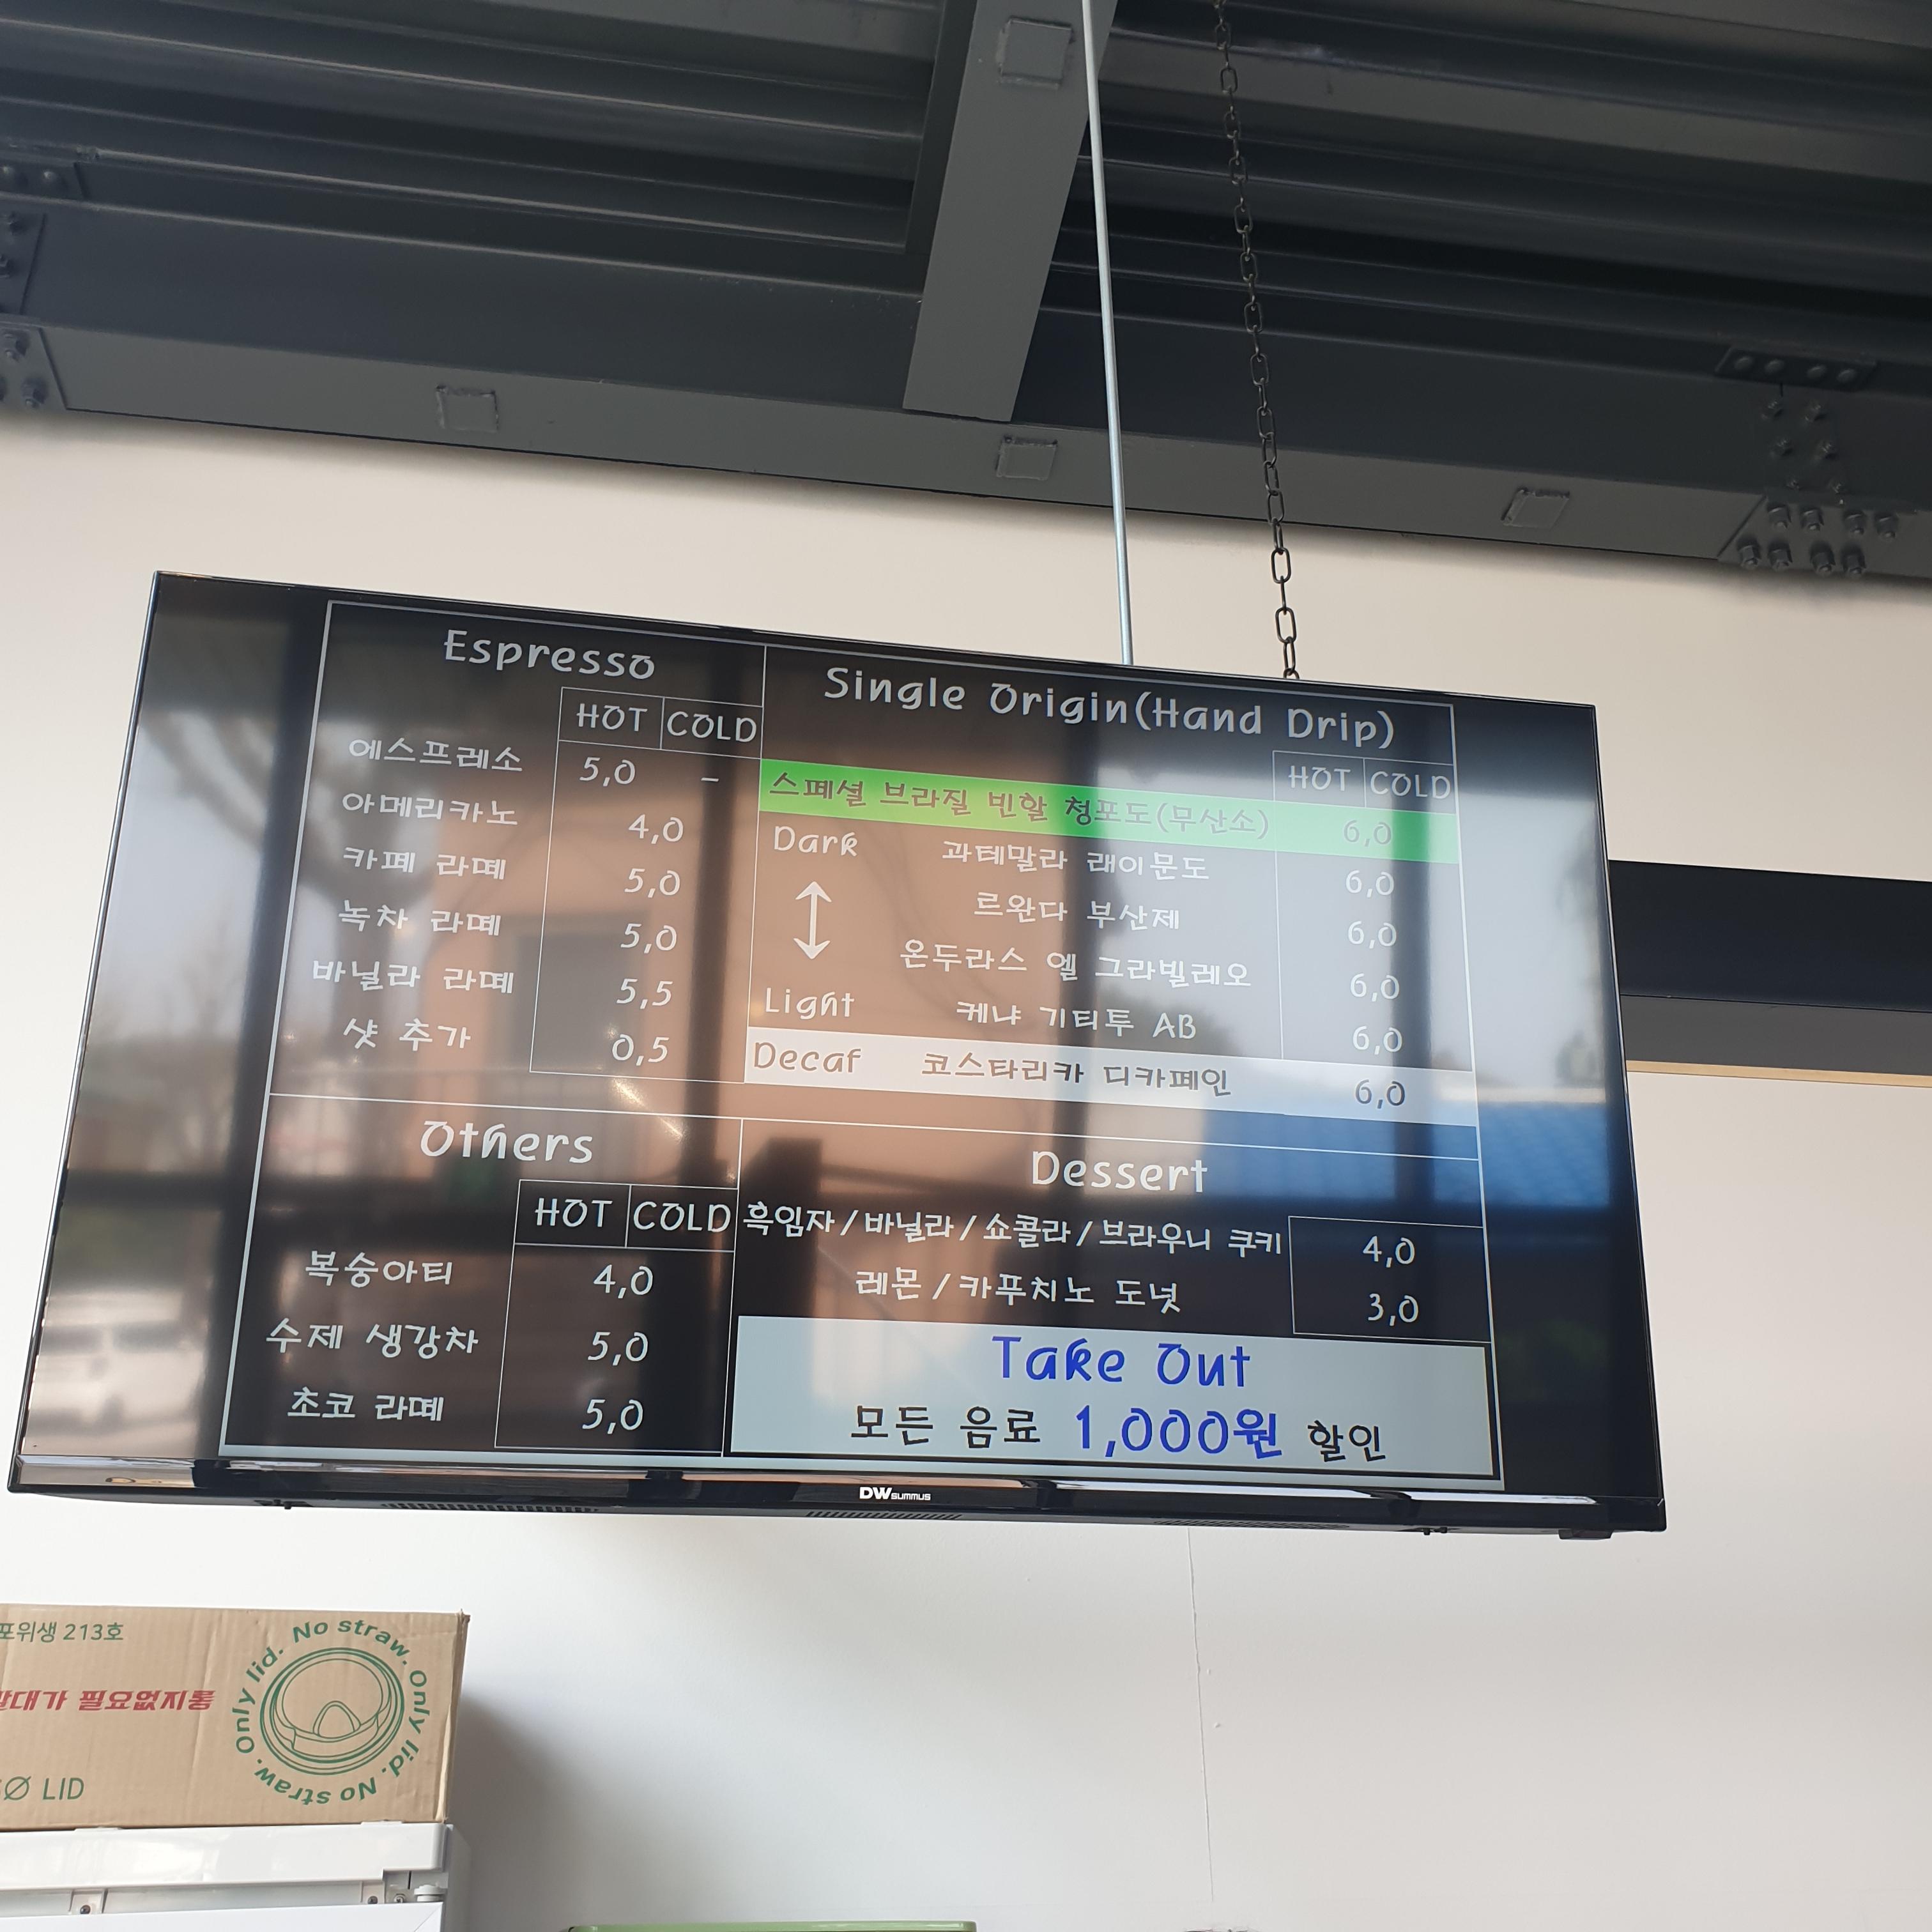 Espresso
HOT COLD
에스프레소 5,0 -
아메리카노 4,0
카페 라떼 5,0
녹차 라떼 5,0
바닐라 라떼 5,5
샷 추가 0,5
Single Origin(Hand Drip)
HOT COLD
스페셜 브라질 빈할 청포도(무산소) 6,0
Dark 과테말라 래이문도 6,0
르완다 부산제 6,0
온두라스 엘 그라빌레오 6,0
Light 케냐 기티투 AB 6,0
Decaf 코스타리카 디카페인 6,0
Others
HOT COLD
복숭아티 4,0
수제 생강차 5,0
초코 라떼 5,0
Dessert
흑임자/바닐라/쇼콜라/브라우니 쿠키 4,0
레몬/카푸치노 도넛 3,0
Take Out
모든 음료 1,000원 할인
DW SUMMUS
포위생 213호
필요없지롱
Ø LID
Only lid. No straw. Only lid. No straw.